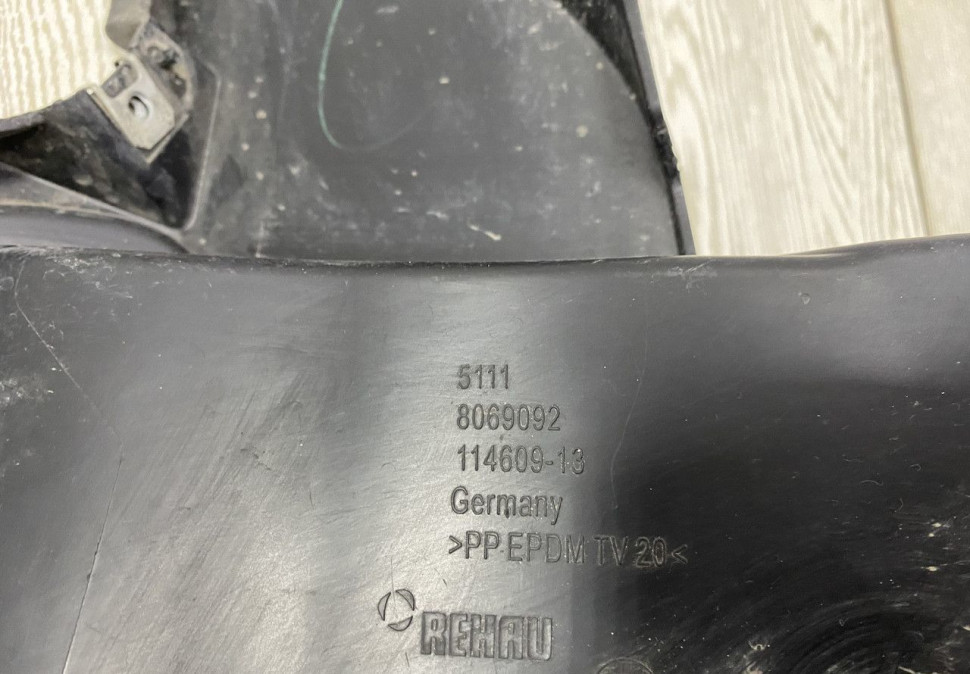 5111
8069092
114609-13
Germany
>PP EPDM TV 20<
REHAU